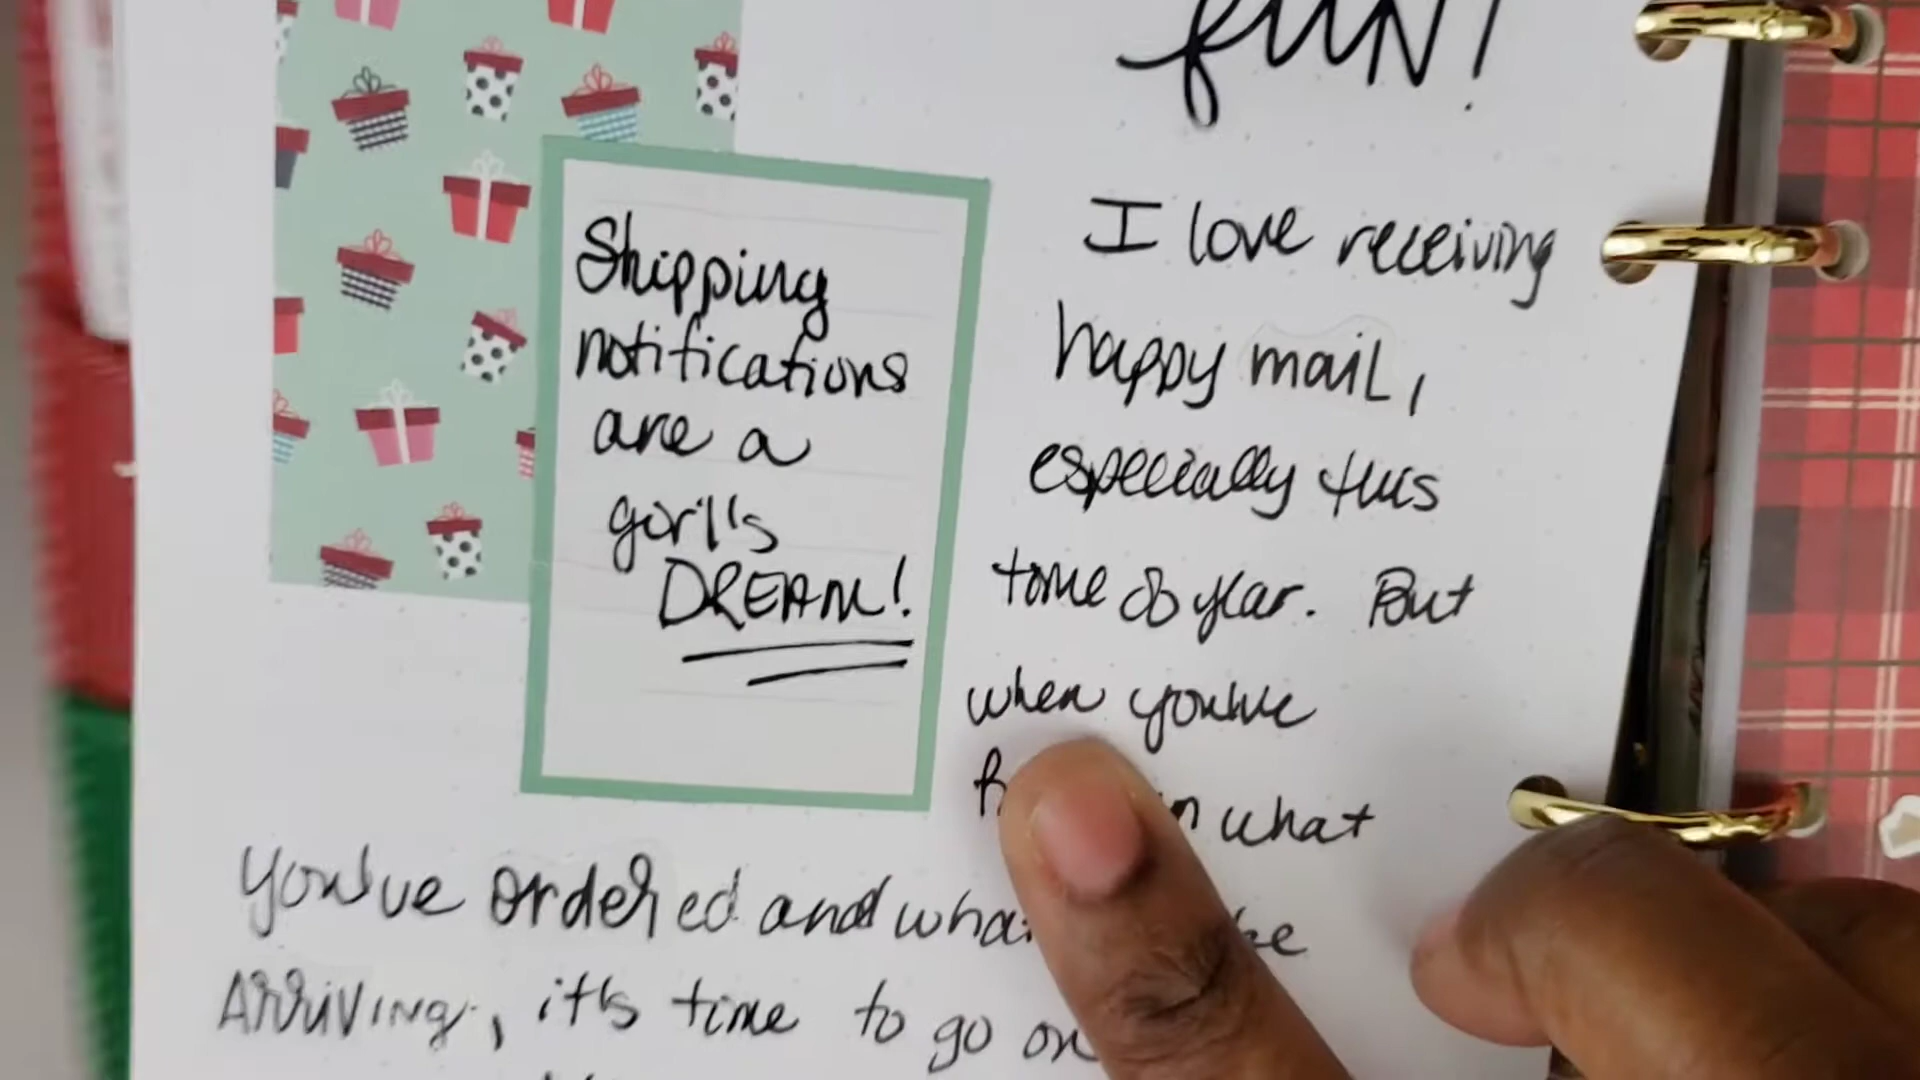 fun!
Shipping
notifications
are a
girl's
DREAM!
I love receiving
happy mail,
especially this
time of year. But
when you've
what
you've ordered and
Arriving, it's time to go on